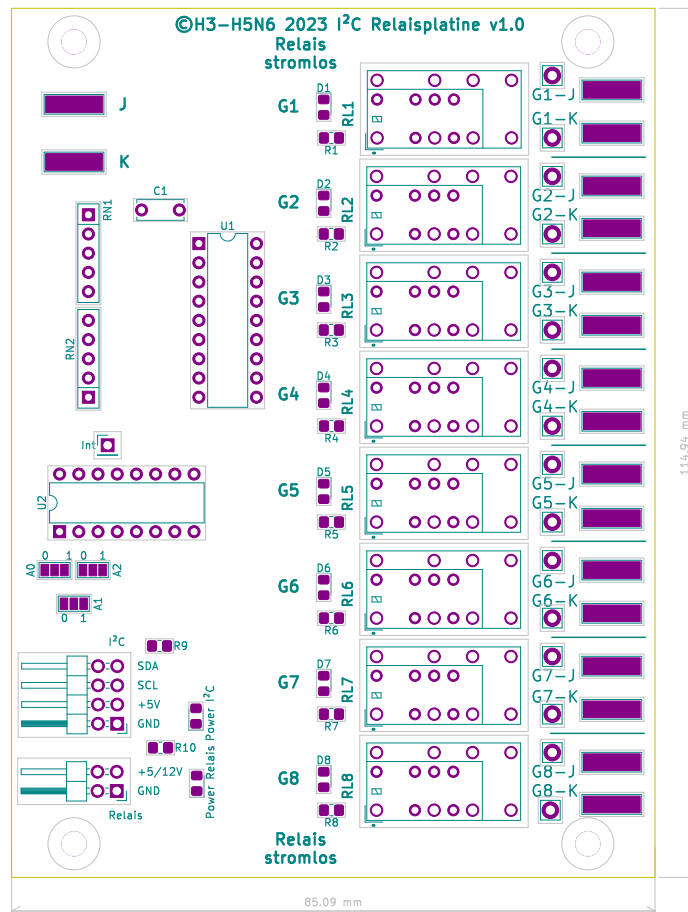 ©H3-H5N6 2023 I²C Relaisplatine v1.0
Relais
stromlos
J
K
RN1
C1
U1
RN2
Int
U2
0 1
A0
0 1
A2
A1
0 1
I²C
R9
SDA
SCL
+5V
GND
Power I²C
R10
+5/12V
GND
Power Relais
Relais
G1
D1
RL1
R1
G1-J
G1-K
G2
D2
RL2
R2
G2-J
G2-K
G3
D3
RL3
R3
G3-J
G3-K
G4
D4
RL4
R4
G4-J
G4-K
G5
D5
RL5
R5
G5-J
G5-K
G6
D6
RL6
R6
G6-J
G6-K
G7
D7
RL7
R7
G7-J
G7-K
G8
D8
RL8
R8
G8-J
G8-K
Relais
stromlos
85.09 mm
114.94 mm